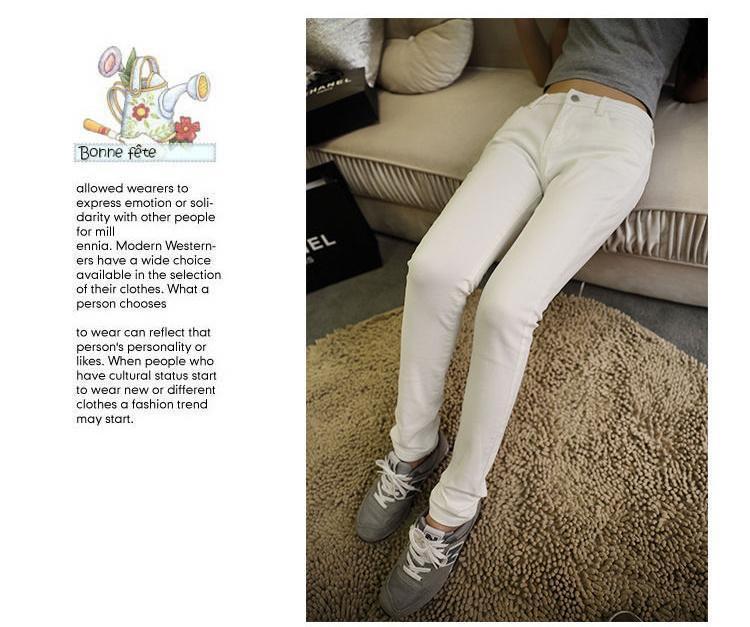 Bonne fête
allowed wearers to
express emotion or soli-
darity with other people
for mill
ennia. Modern Western-
ers have a wide choice
available in the selection
of their clothes. What a
person chooses
to wear can reflect that
person's personality or
likes. When people who
have cultural status start
to wear new or different
clothes a fashion trend
may start.
CHANEL
NEL